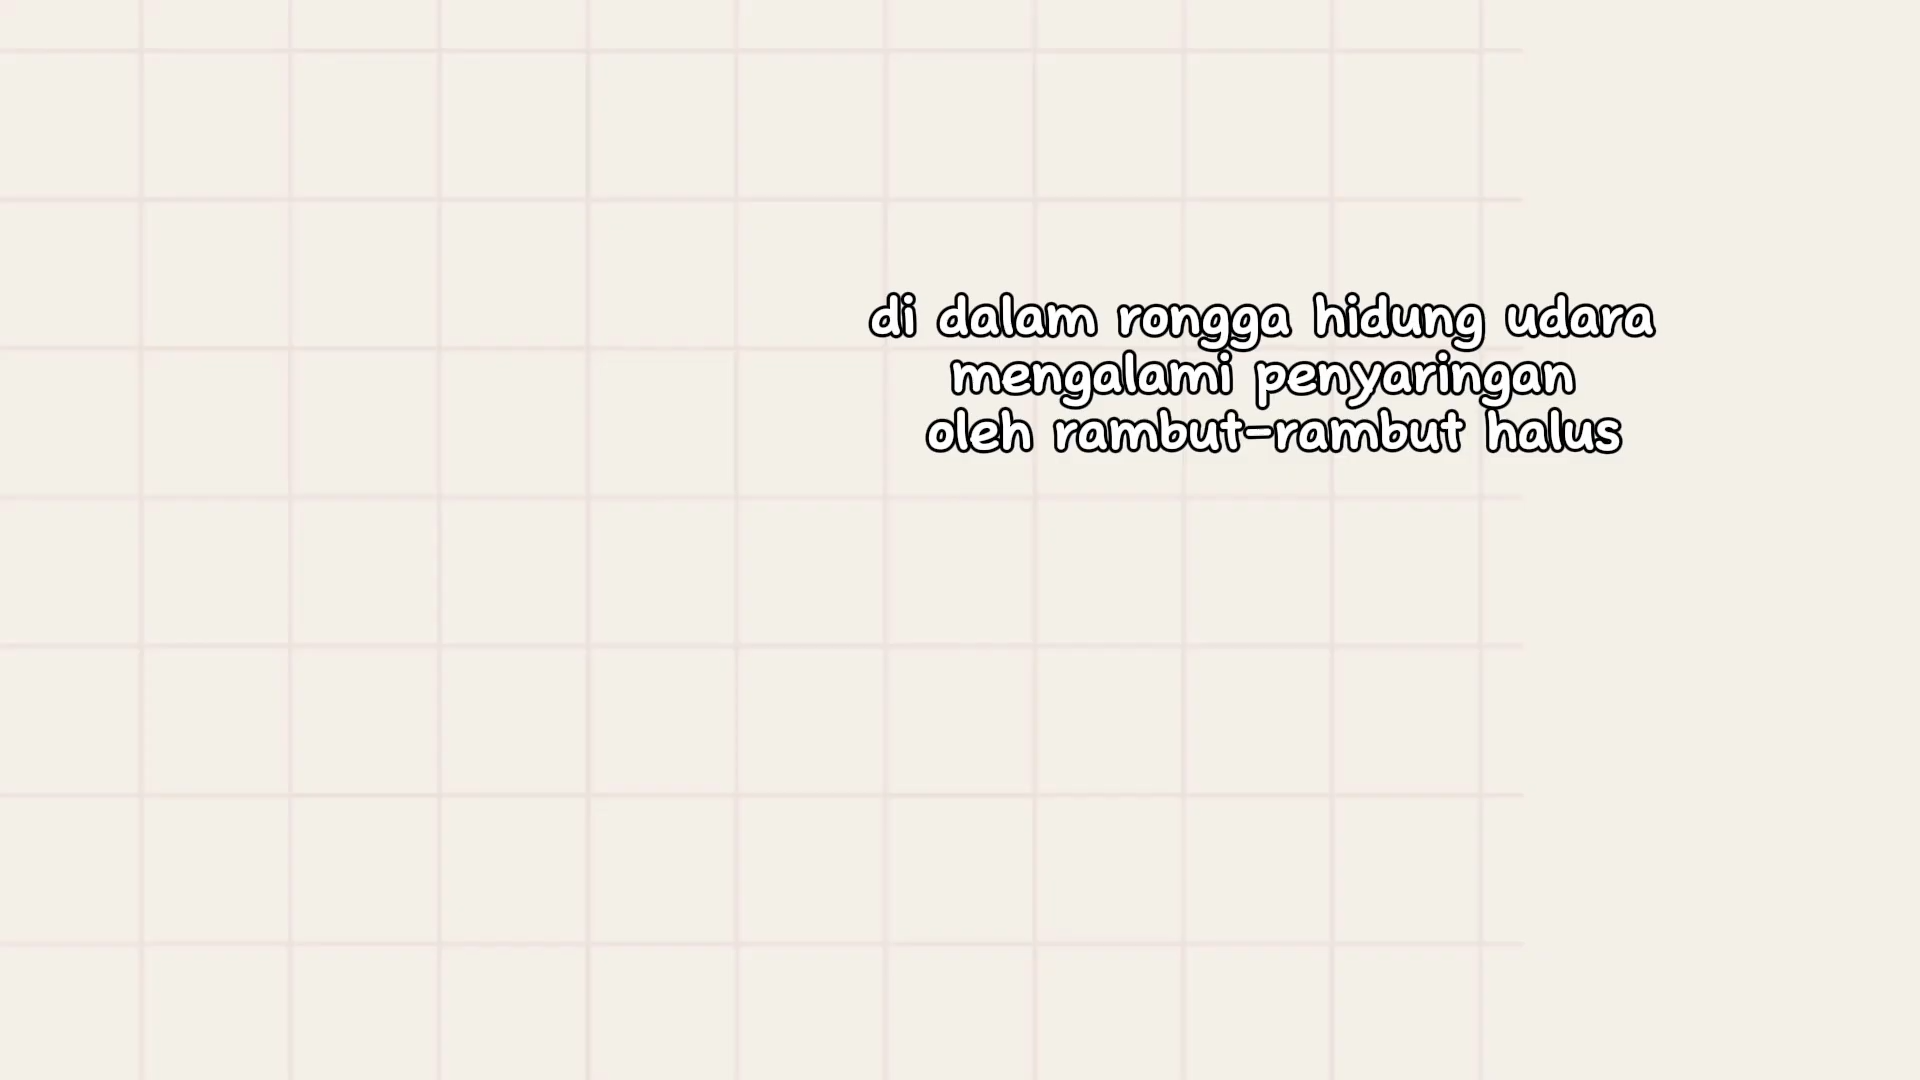 di dalam rongga hidung udara
mengalami penyaringan
oleh rambut-rambut halus